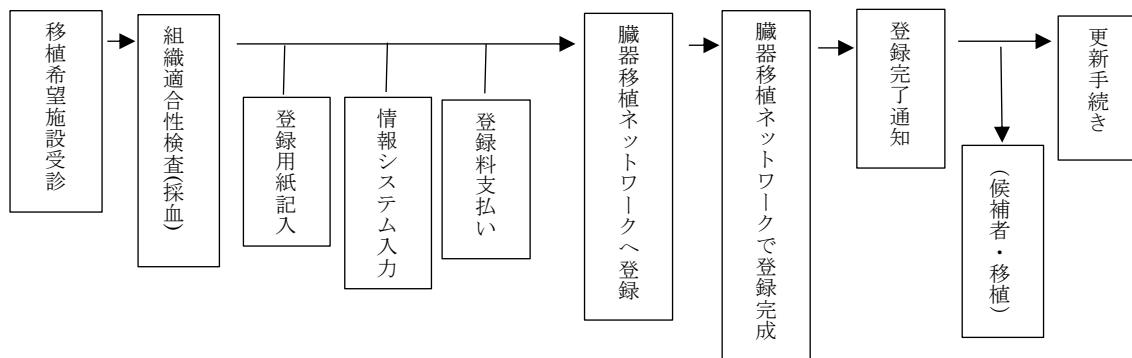 移植希望施設受診
組織適合性検査(採血)
登録用紙記入
情報システム入力
登録料支払い
臓器移植ネットワークへ登録
臓器移植ネットワークで登録完成
登録完了通知
(候補者・移植)
更新手続き